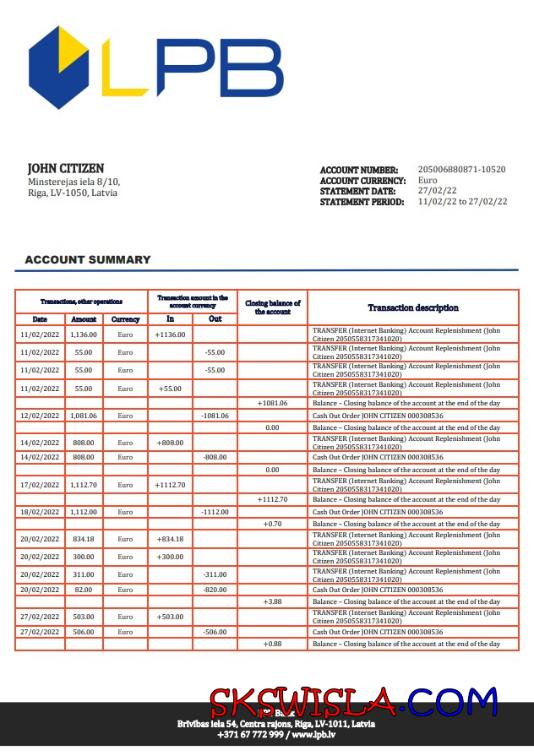 LPB
JOHN CITIZEN
Minsterejas iela 8/10,
Riga, LV-1050, Latvia
ACCOUNT NUMBER: 205006880871-10520
ACCOUNT CURRENCY: Euro
STATEMENT DATE: 27/02/22
STATEMENT PERIOD: 11/02/22 to 27/02/22
ACCOUNT SUMMARY
Transactions, other operations
Transaction amount in the
account currency
Closing balance of
the account
Transaction description
Date Amount Currency In Out
11/02/2022 1,136.00 Euro +1136.00 TRANSFER (Internet Banking) Account Replenishment (John
Citizen 2050558317341020)
11/02/2022 55.00 Euro -55.00 TRANSFER (Internet Banking) Account Replenishment (John
Citizen 2050558317341020)
11/02/2022 55.00 Euro -55.00 TRANSFER (Internet Banking) Account Replenishment (John
Citizen 2050558317341020)
11/02/2022 55.00 Euro +55.00 TRANSFER (Internet Banking) Account Replenishment (John
Citizen 2050558317341020)
+1081.06 Balance – Closing balance of the account at the end of the day
12/02/2022 1,081.06 Euro -1081.06 Cash Out Order JOHN CITIZEN 000308536
0.00 Balance – Closing balance of the account at the end of the day
14/02/2022 808.00 Euro +808.00 TRANSFER (Internet Banking) Account Replenishment (John
Citizen 2050558317341020)
14/02/2022 808.00 Euro -808.00 Cash Out Order JOHN CITIZEN 000308536
0.00 Balance – Closing balance of the account at the end of the day
17/02/2022 1,112.70 Euro +1112.70 TRANSFER (Internet Banking) Account Replenishment (John
Citizen 2050558317341020)
+1112.70 Balance – Closing balance of the account at the end of the day
18/02/2022 1,112.00 Euro -1112.00 Cash Out Order JOHN CITIZEN 000308536
+0.70 Balance – Closing balance of the account at the end of the day
20/02/2022 834.18 Euro +834.18 TRANSFER (Internet Banking) Account Replenishment (John
Citizen 2050558317341020)
20/02/2022 300.00 Euro +300.00 TRANSFER (Internet Banking) Account Replenishment (John
Citizen 2050558317341020)
20/02/2022 311.00 Euro -311.00 TRANSFER (Internet Banking) Account Replenishment (John
Citizen 2050558317341020)
20/02/2022 82.00 Euro -820.00 Cash Out Order JOHN CITIZEN 000308536
+3.88 Balance – Closing balance of the account at the end of the day
27/02/2022 503.00 Euro +503.00 TRANSFER (Internet Banking) Account Replenishment (John
Citizen 2050558317341020)
27/02/2022 506.00 Euro -506.00 Cash Out Order JOHN CITIZEN 000308536
+0.88 Balance – Closing balance of the account at the end of the day
SKSWISLA.COM
Brīvības iela 54, Centra rajons, Riga, LV-1011, Latvia
+371 67 772 999 / www.lpb.lv